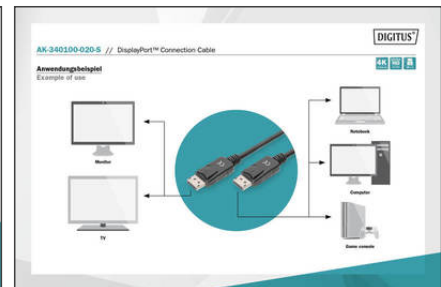 DIGITUS®
AK-340100-020-S // DisplayPort™ Connection Cable
4K
Anwendungsbeispiel
Example of use
Monitor
TV
Notebook
Computer
Game console